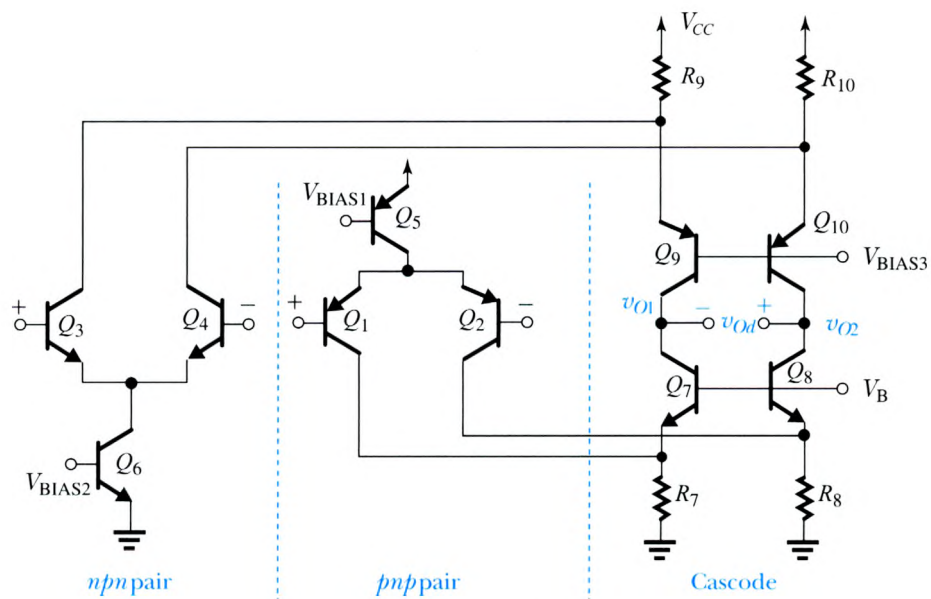 V_CC
R_9
R_10
V_BIAS1
Q_5
Q_10
Q_9
V_BIAS3
+
Q_3
Q_4
−
+
Q_1
Q_2
−
v_O1
−
v_Od
+
v_O2
Q_7
Q_8
V_B
Q_6
V_BIAS2
R_7
R_8
npn pair
pnp pair
Cascode